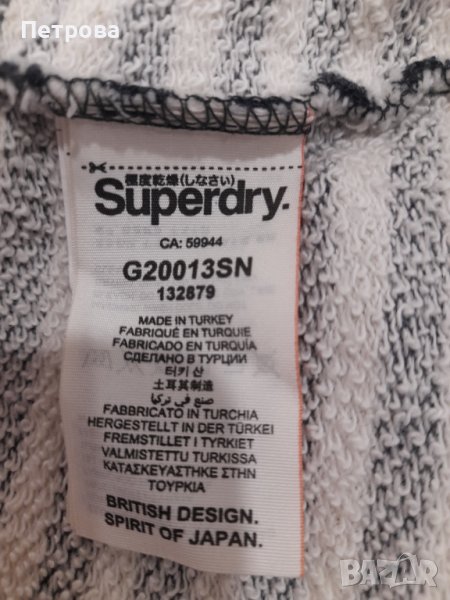 Петрова
極度乾燥(しなさい)
Superdry.
CA: 59944
G20013SN
132879
MADE IN TURKEY
FABRIQUÉ EN TURQUIE
FABRICADO EN TURQUÍA
СДЕЛАНО В ТУРЦИИ
터키 산
土耳其制造
صنع في تركيا
FABBRICATO IN TURCHIA
HERGESTELLT IN DER TÜRKEI
FREMSTILLET I TYRKIET
VALMISTETTU TURKISSA
ΚΑΤΑΣΚΕΥΑΣΤΗΚΕ ΣΤΗΝ
ΤΟΥΡΚΙΑ
BRITISH DESIGN.
SPIRIT OF JAPAN.
BAZAR